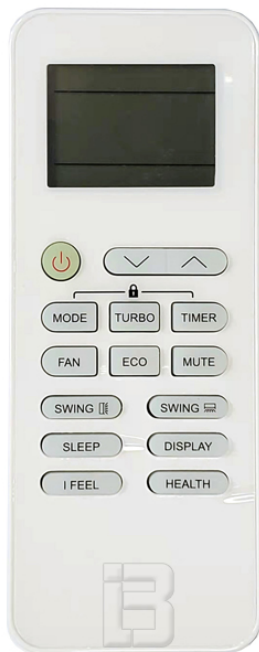 MODE TURBO TIMER
FAN ECO MUTE
SWING SWING
SLEEP DISPLAY
I FEEL HEALTH